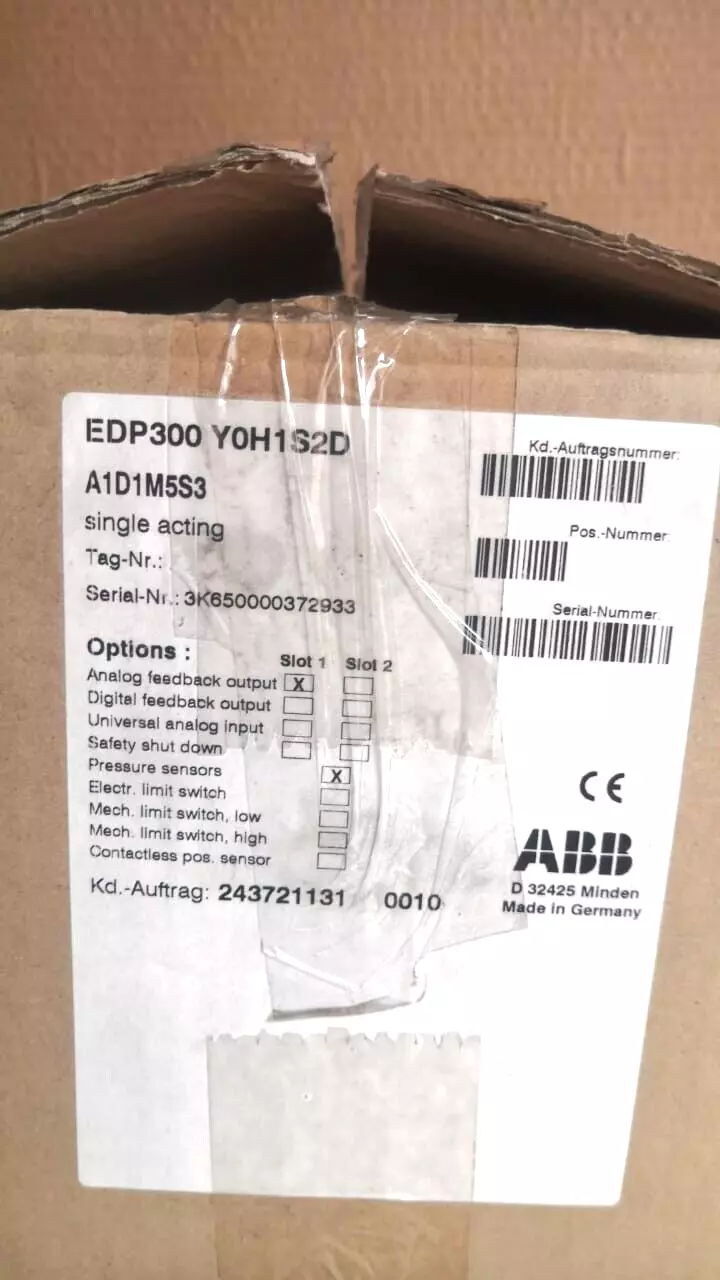 EDP300 Y0H1S2D
A1D1M5S3
single acting
Tag-Nr.:
Serial-Nr.: 3K650000372933
Kd.-Auftragsnummer:
Pos.-Nummer:
Serial-Nummer:
Options :
Slot 1 Slot 2
Analog feedback output X
Digital feedback output
Universal analog input
Safety shut down
Pressure sensors X
Electr. limit switch
Mech. limit switch, low
Mech. limit switch, high
Contactless pos. sensor
Kd.-Auftrag: 243721131 0010
CE
ABB
D 32425 Minden
Made in Germany